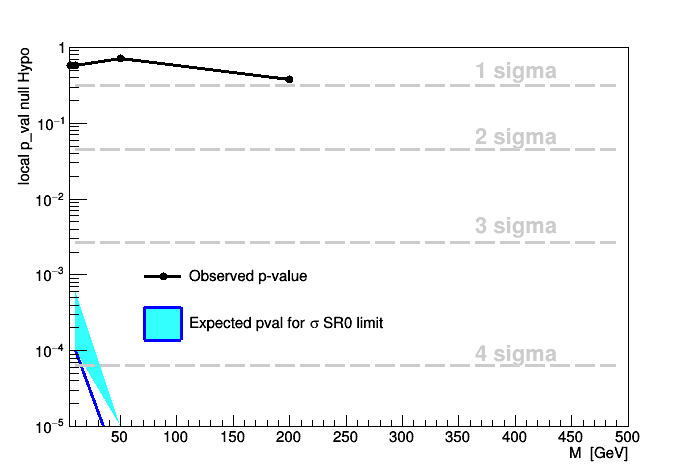 local p_val null Hypo
1
10⁻¹
10⁻²
10⁻³
10⁻⁴
10⁻⁵
1 sigma
2 sigma
3 sigma
4 sigma
Observed p-value
Expected pval for σ SR0 limit
50 100 150 200 250 300 350 400 450 500
M [GeV]